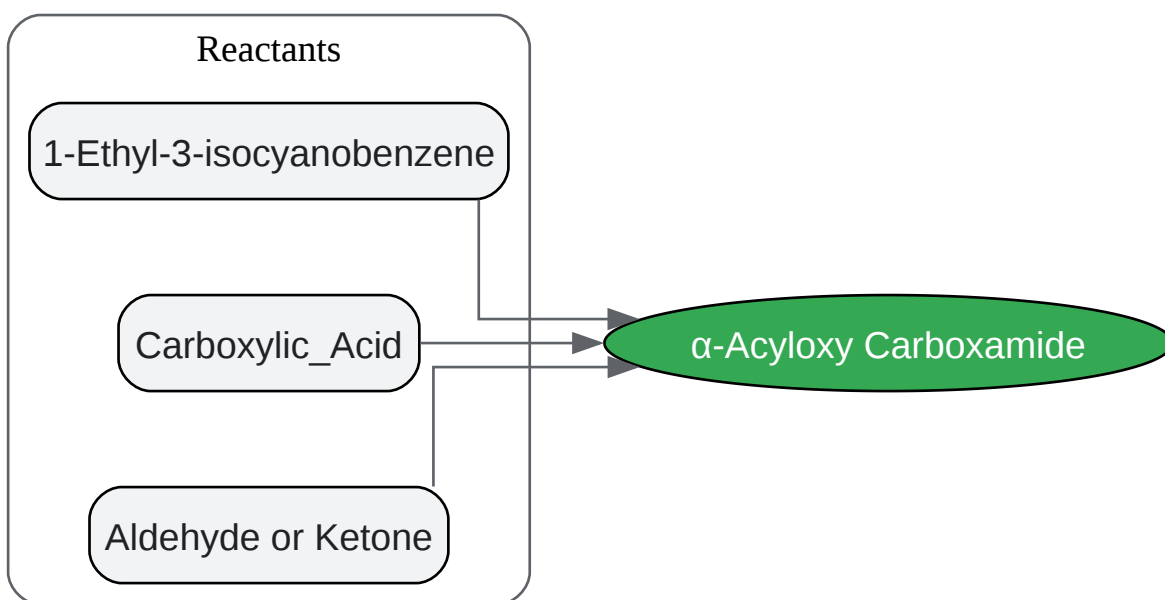 Reactants
1-Ethyl-3-isocyanobenzene
Carboxylic_Acid
α-Acyloxy Carboxamide
Aldehyde or Ketone